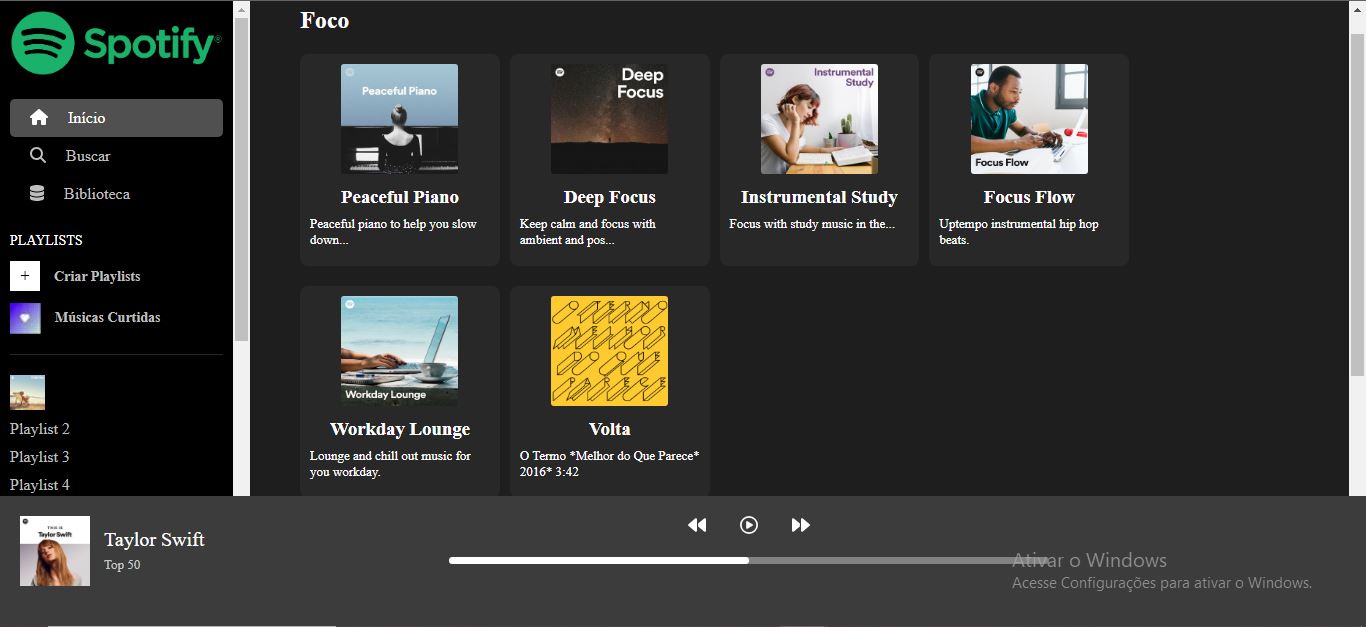 Spotify®
Início
Buscar
Biblioteca
PLAYLISTS
+ Criar Playlists
Músicas Curtidas
Playlist 2
Playlist 3
Playlist 4
Foco
Peaceful Piano
Peaceful Piano
Peaceful piano to help you slow
down...
Deep
Focus
Deep Focus
Keep calm and focus with
ambient and pos...
Instrumental
Study
Instrumental Study
Focus with study music in the...
Focus Flow
Focus Flow
Uptempo instrumental hip hop
beats.
Workday Lounge
Workday Lounge
Lounge and chill out music for
you workday.
O TERNO
MELHOR
DO QUE
PARECE
Volta
O Termo *Melhor do Que Parece*
2016* 3:42
THIS IS
Taylor Swift
Taylor Swift
Top 50
Ativar o Windows
Acesse Configurações para ativar o Windows.